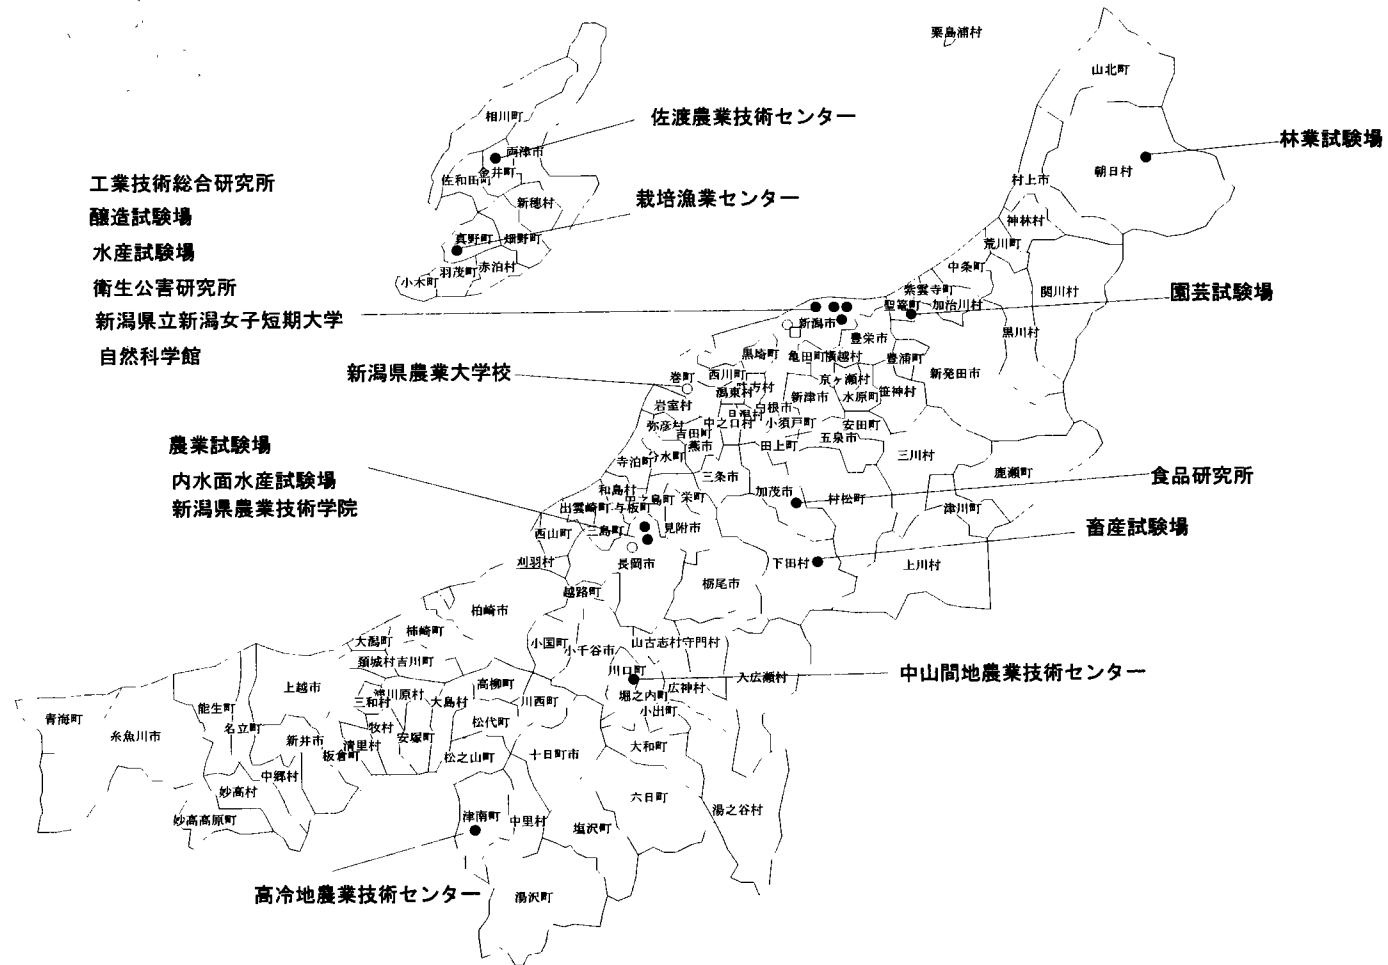 粟島浦村
山北町
相川町
佐渡農業技術センター
林業試験場
両津市
金井町
佐和田町
朝日村
村上市
工業技術総合研究所
栽培漁業センター
新穂村
神林村
醸造試験場
真野町
畑野町
荒川町
水産試験場
赤泊村
羽茂町
小木町
中条町
衛生公害研究所
紫雲寺町
関川村
園芸試験場
聖篭町
加治川村
新潟県立新潟女子短期大学
新潟市
黒川村
豊栄市
自然科学館
黒埼町
亀田町
横越村
豊浦町
新潟県農業大学校
巻町
西川町
京ヶ瀬村
新発田市
潟東村
新津市
水原町
笹神村
岩室村
白根市
弥彦村
中之口村
小須戸町
安田町
吉田町
農業試験場
燕市
田上町
五泉市
三川村
寺泊町
分水町
内水面水産試験場
三条市
鹿瀬町
食品研究所
和島村
中之島町
栄町
加茂市
村松町
新潟県農業技術学院
出雲崎町
与板町
津川町
西山町
三島町
見附市
畜産試験場
刈羽村
長岡市
下田村
上川村
越路町
栃尾市
柏崎市
大潟町
柿崎町
小国町
小千谷市
山古志村
守門村
頚城村
吉川町
川口町
入広瀬村
中山間地農業技術センター
上越市
高柳町
堀之内町
広神村
三和村
大島村
川西町
小出町
能生町
青海町
糸魚川市
名立町
新井市
牧村
安塚町
松代町
清里村
板倉町
松之山町
十日町市
大和町
中郷村
妙高村
六日町
湯之谷村
妙高高原町
津南町
中里村
塩沢町
高冷地農業技術センター
湯沢町